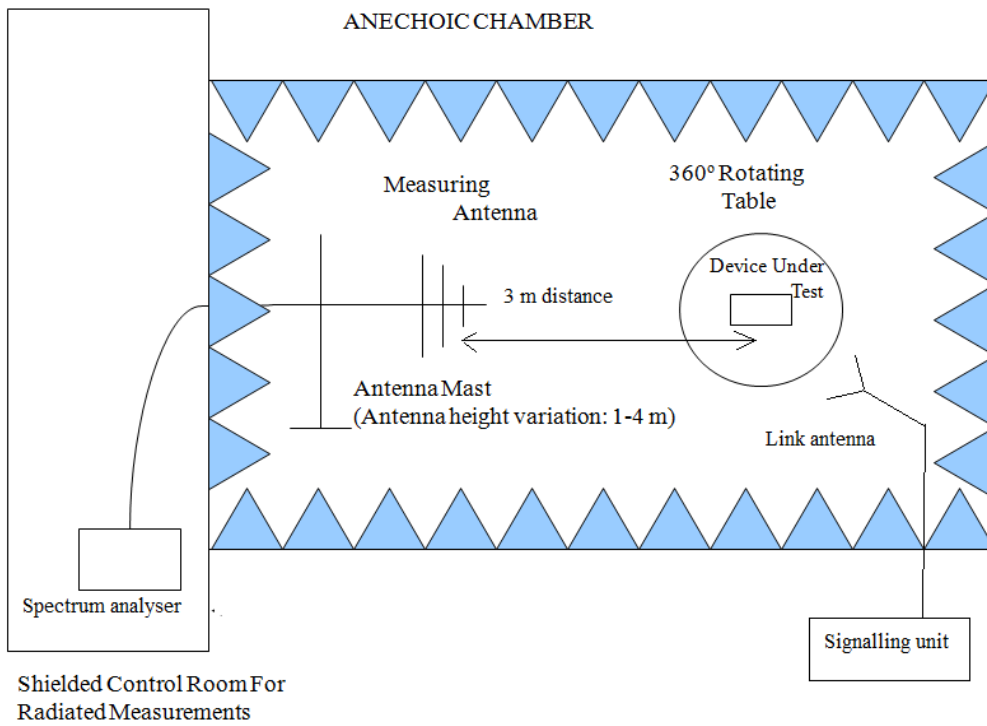 ANECHOIC CHAMBER
Measuring
Antenna
360º Rotating
Table
Device Under
Test
3 m distance
Antenna Mast
(Antenna height variation: 1-4 m)
Link antenna
Spectrum analyser
Signalling unit
Shielded Control Room For
Radiated Measurements